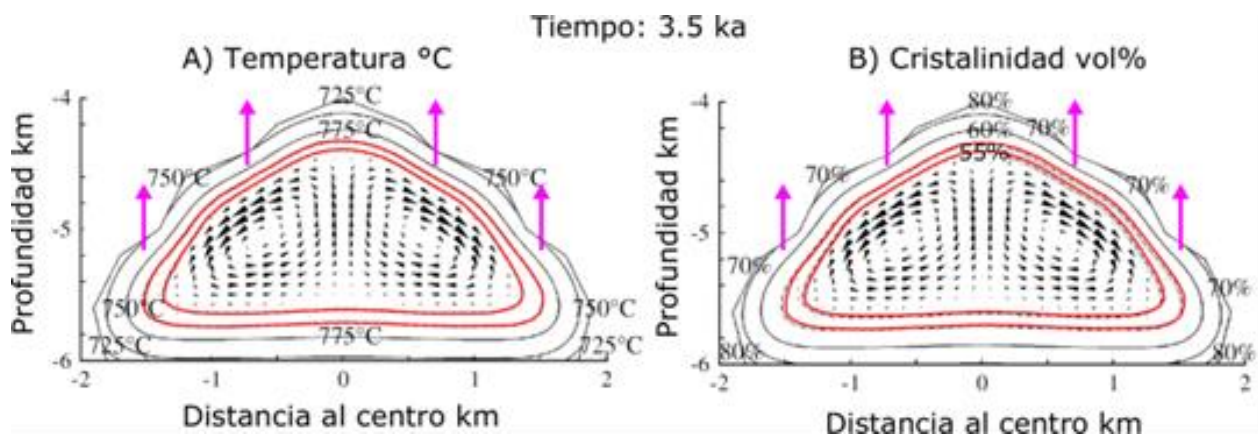 Tiempo: 3.5 ka
A) Temperatura °C
B) Cristalinidad vol%
Profundidad km
-4
-5
-6
725°C
775°C
750°C
750°C
750°C
750°C
775°C
725°C
725°C
-2
-1
0
1
2
Distancia al centro km
Profundidad km
-4
-5
-6
80%
60%
70%
55%
70%
70%
70%
70%
80%
80%
-2
-1
0
1
2
Distancia al centro km